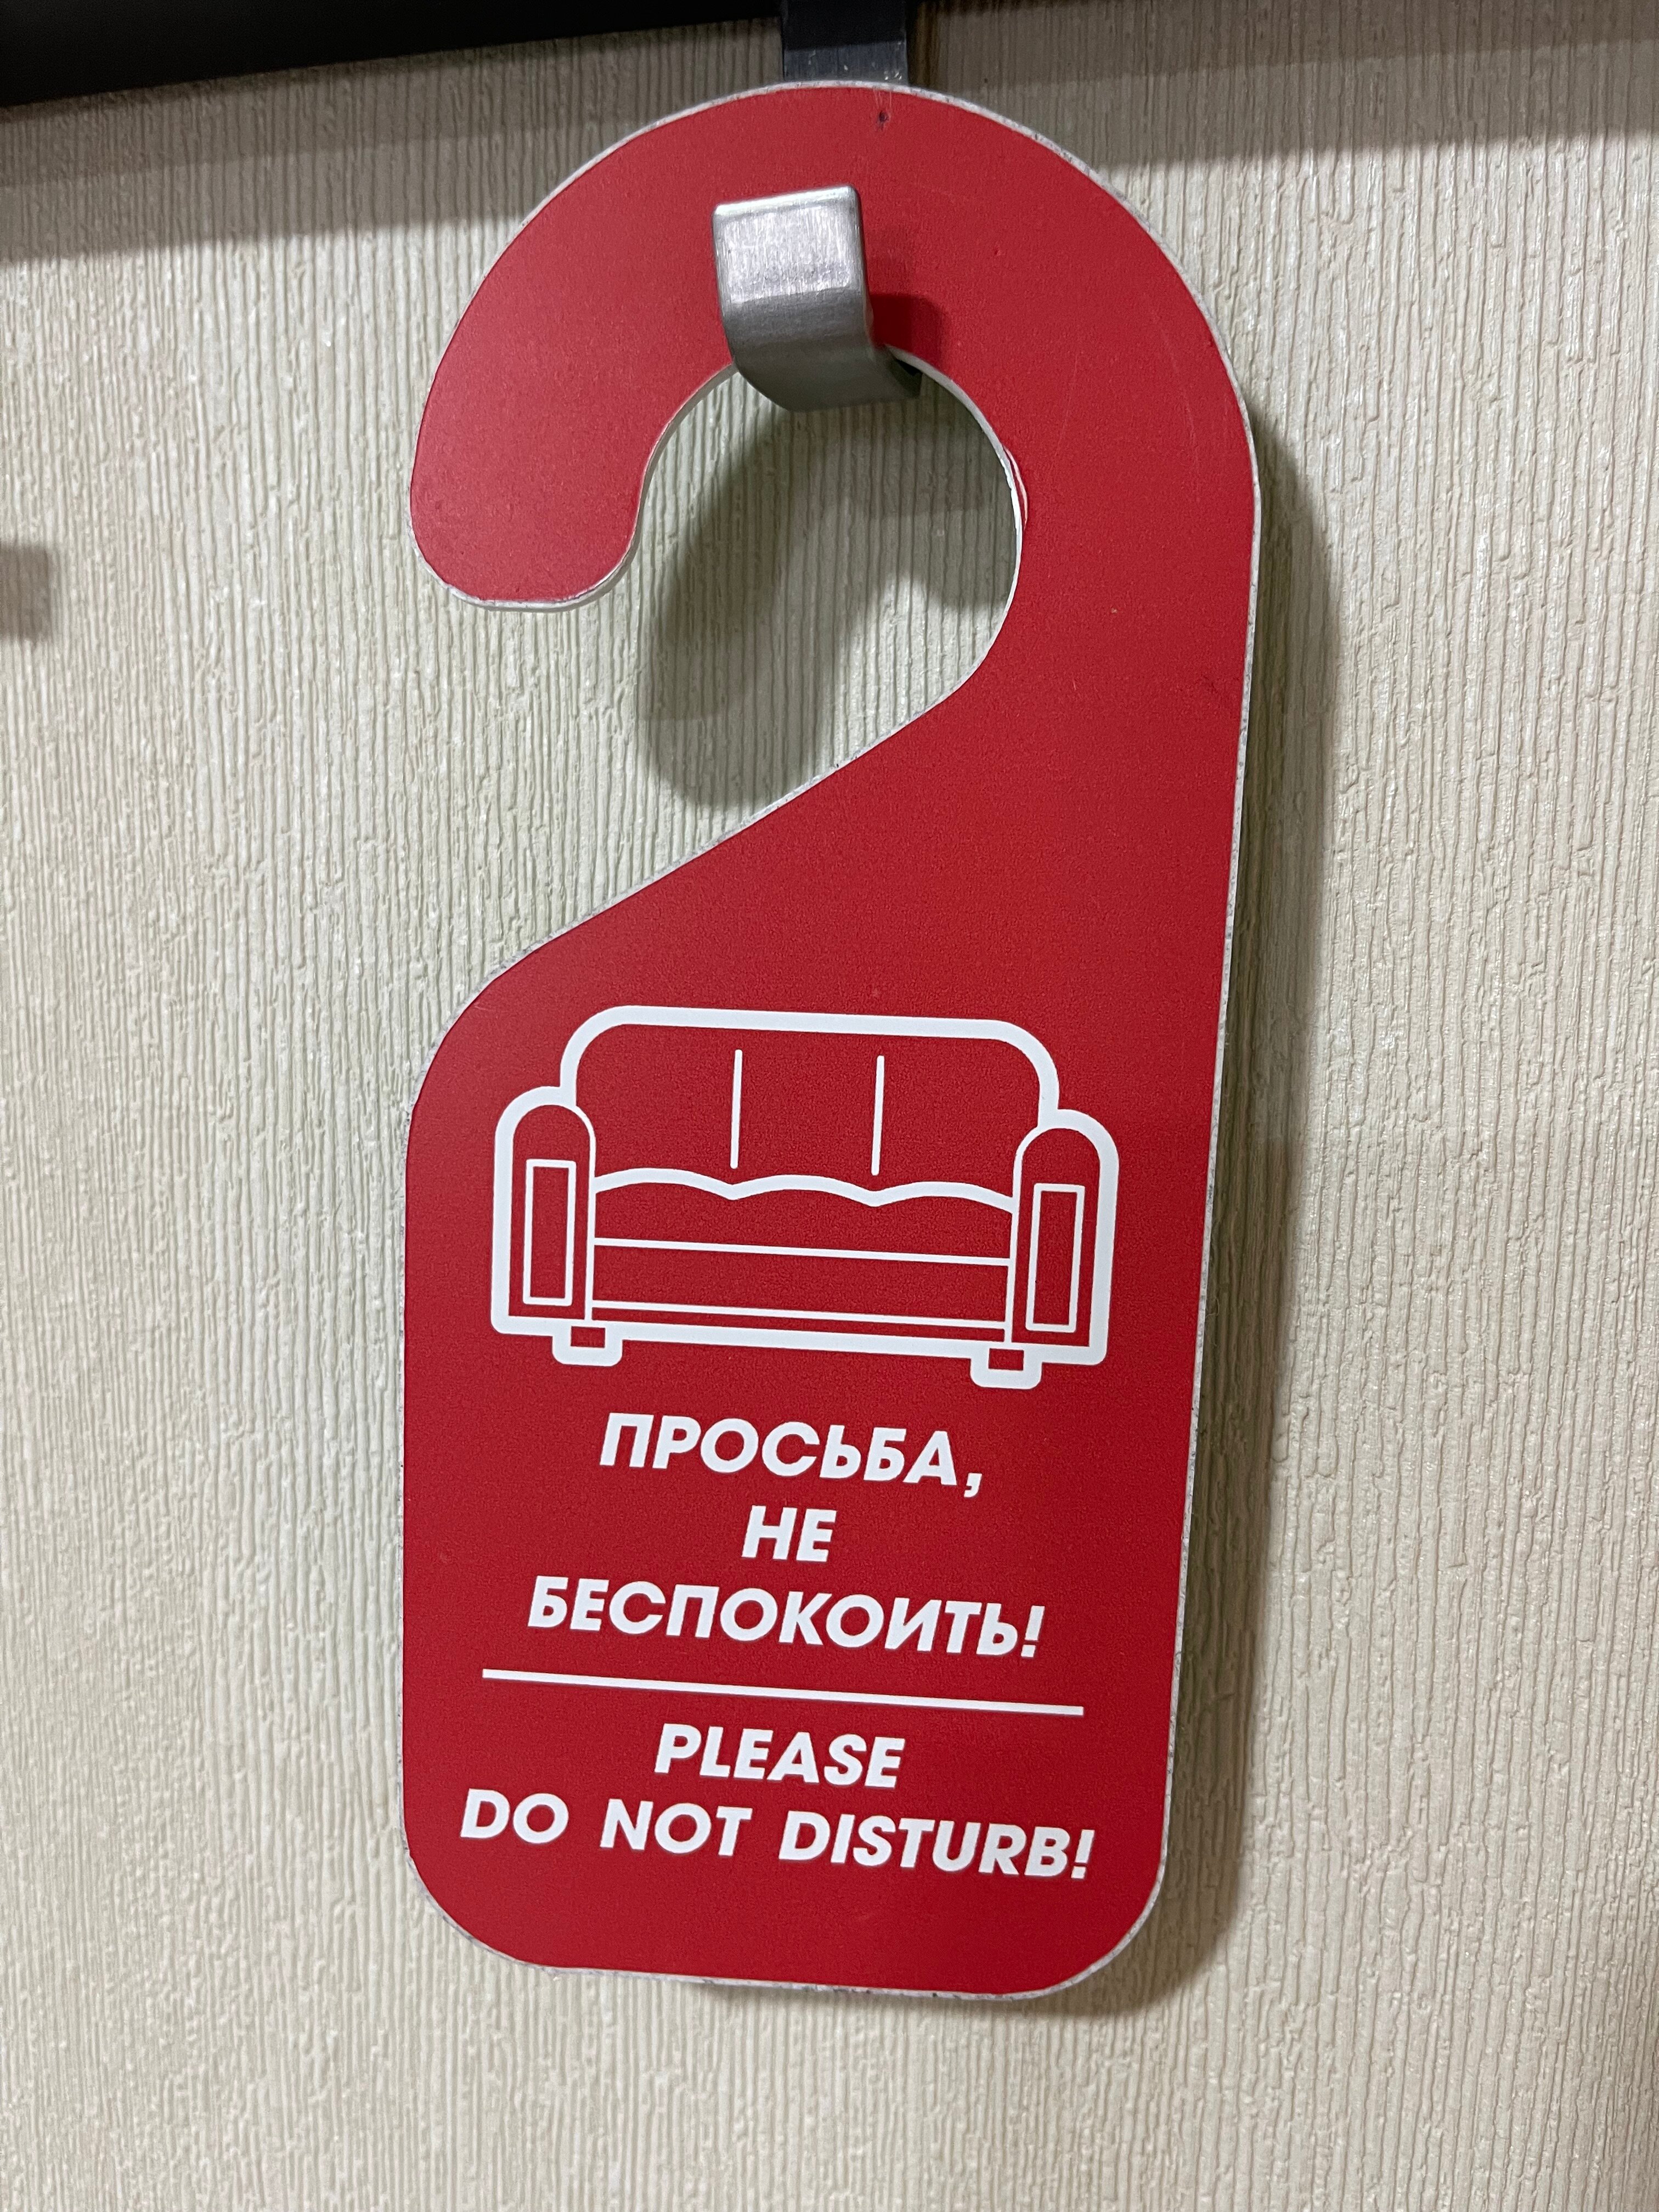 ПРОСЬБА,
НЕ
БЕСПОКОИТЬ!
PLEASE
DO NOT DISTURB!